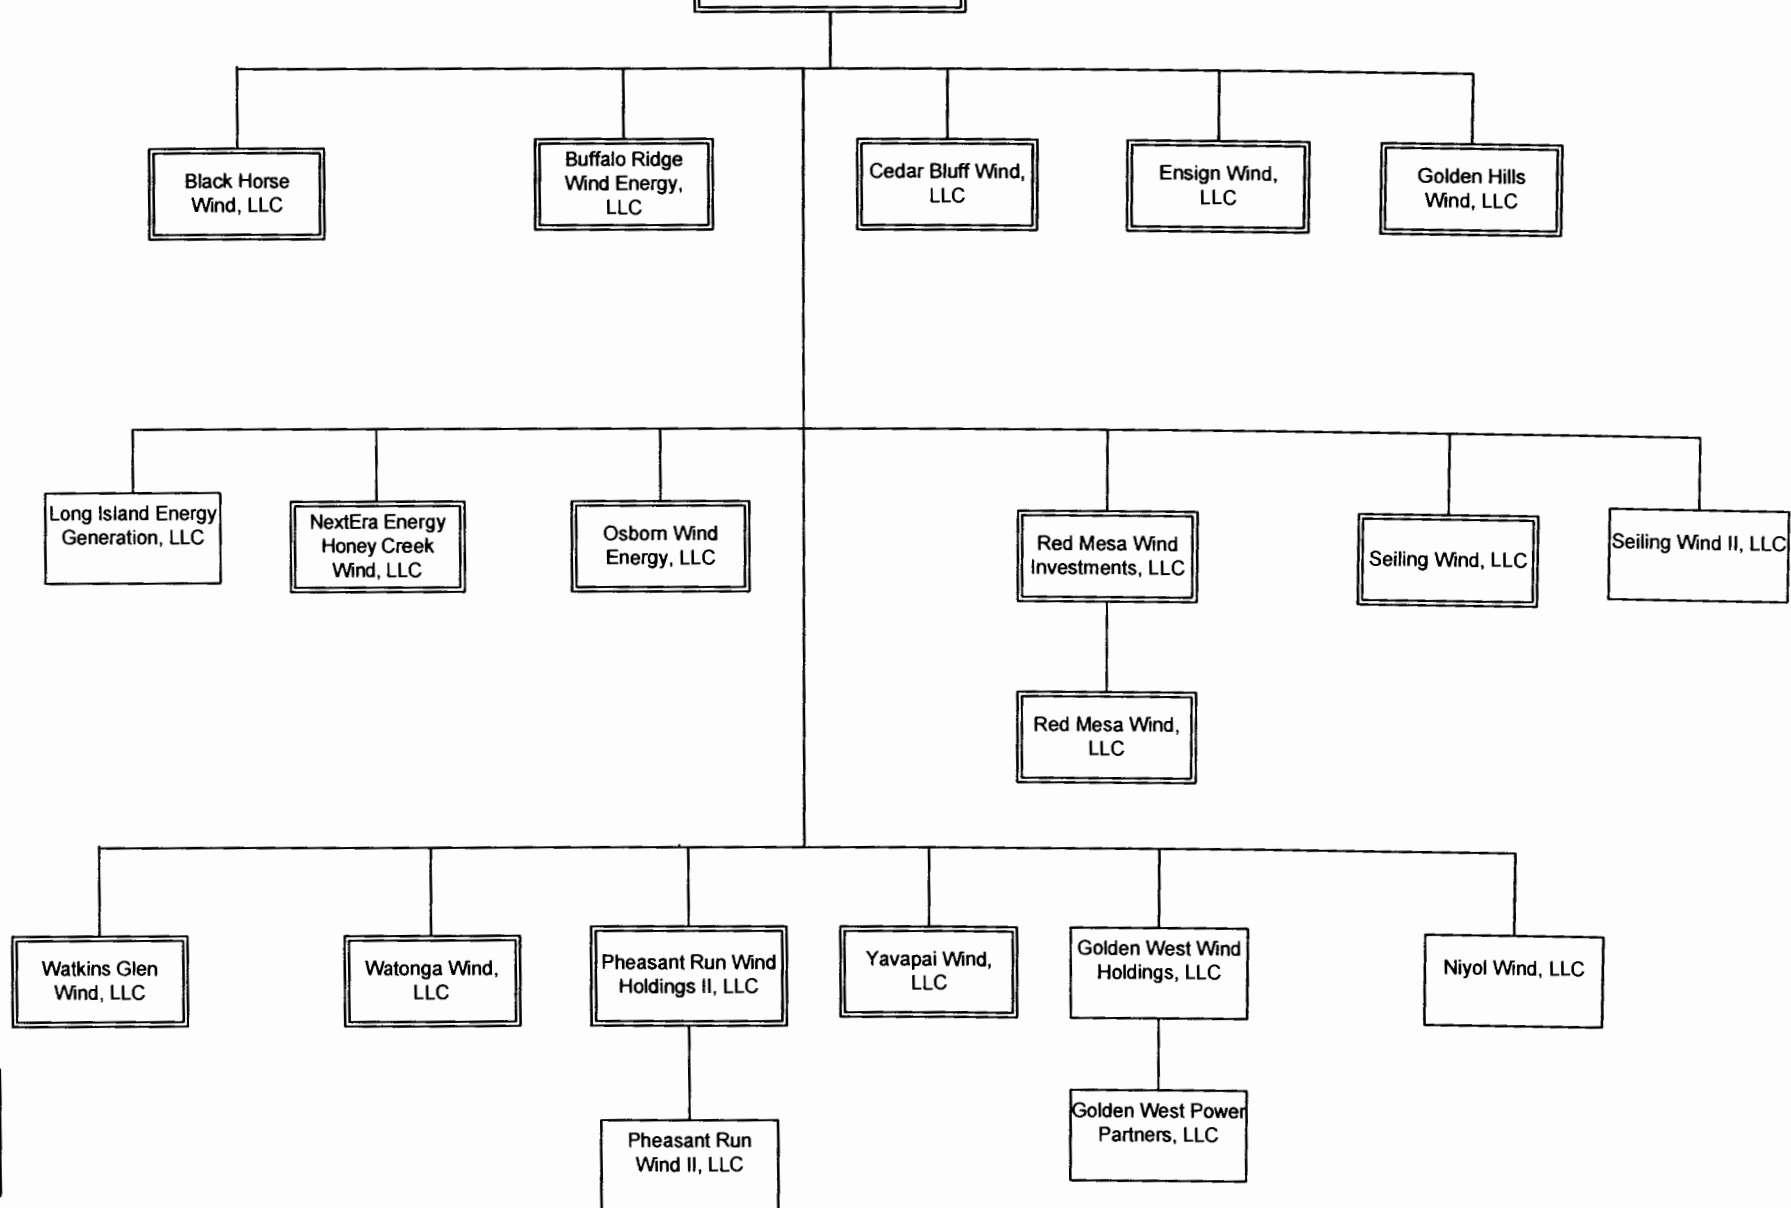 Black Horse
Wind, LLC
Buffalo Ridge
Wind Energy,
LLC
Cedar Bluff Wind,
LLC
Ensign Wind,
LLC
Golden Hills
Wind, LLC
Long Island Energy
Generation, LLC
NextEra Energy
Honey Creek
Wind, LLC
Osborn Wind
Energy, LLC
Red Mesa Wind
Investments, LLC
Seiling Wind, LLC
Seiling Wind II, LLC
Red Mesa Wind,
LLC
Watkins Glen
Wind, LLC
Watonga Wind,
LLC
Pheasant Run Wind
Holdings II, LLC
Yavapai Wind,
LLC
Golden West Wind
Holdings, LLC
Niyol Wind, LLC
Pheasant Run
Wind II, LLC
Golden West Power
Partners, LLC